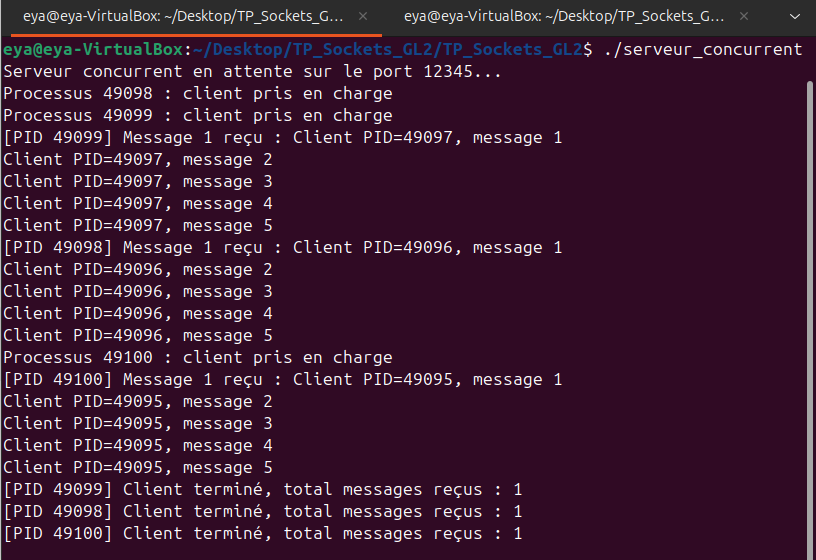 eya@eya-VirtualBox: ~/Desktop/TP_Sockets_G... × eya@eya-VirtualBox: ~/Desktop/TP_Sockets_G... ×
eya@eya-VirtualBox:~/Desktop/TP_Sockets_GL2/TP_Sockets_GL2$ ./serveur_concurrent
Serveur concurrent en attente sur le port 12345...
Processus 49098 : client pris en charge
Processus 49099 : client pris en charge
[PID 49099] Message 1 reçu : Client PID=49097, message 1
Client PID=49097, message 2
Client PID=49097, message 3
Client PID=49097, message 4
Client PID=49097, message 5
[PID 49098] Message 1 reçu : Client PID=49096, message 1
Client PID=49096, message 2
Client PID=49096, message 3
Client PID=49096, message 4
Client PID=49096, message 5
Processus 49100 : client pris en charge
[PID 49100] Message 1 reçu : Client PID=49095, message 1
Client PID=49095, message 2
Client PID=49095, message 3
Client PID=49095, message 4
Client PID=49095, message 5
[PID 49099] Client terminé, total messages reçus : 1
[PID 49098] Client terminé, total messages reçus : 1
[PID 49100] Client terminé, total messages reçus : 1